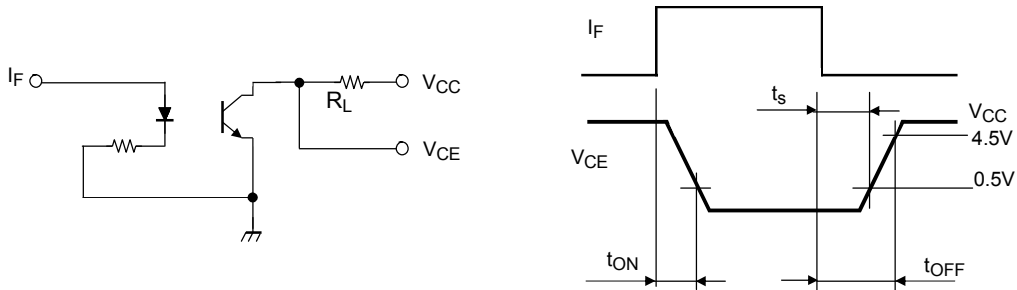 IF
RL
VCC
VCE
IF
ts
VCC
4.5V
VCE
0.5V
tON
tOFF